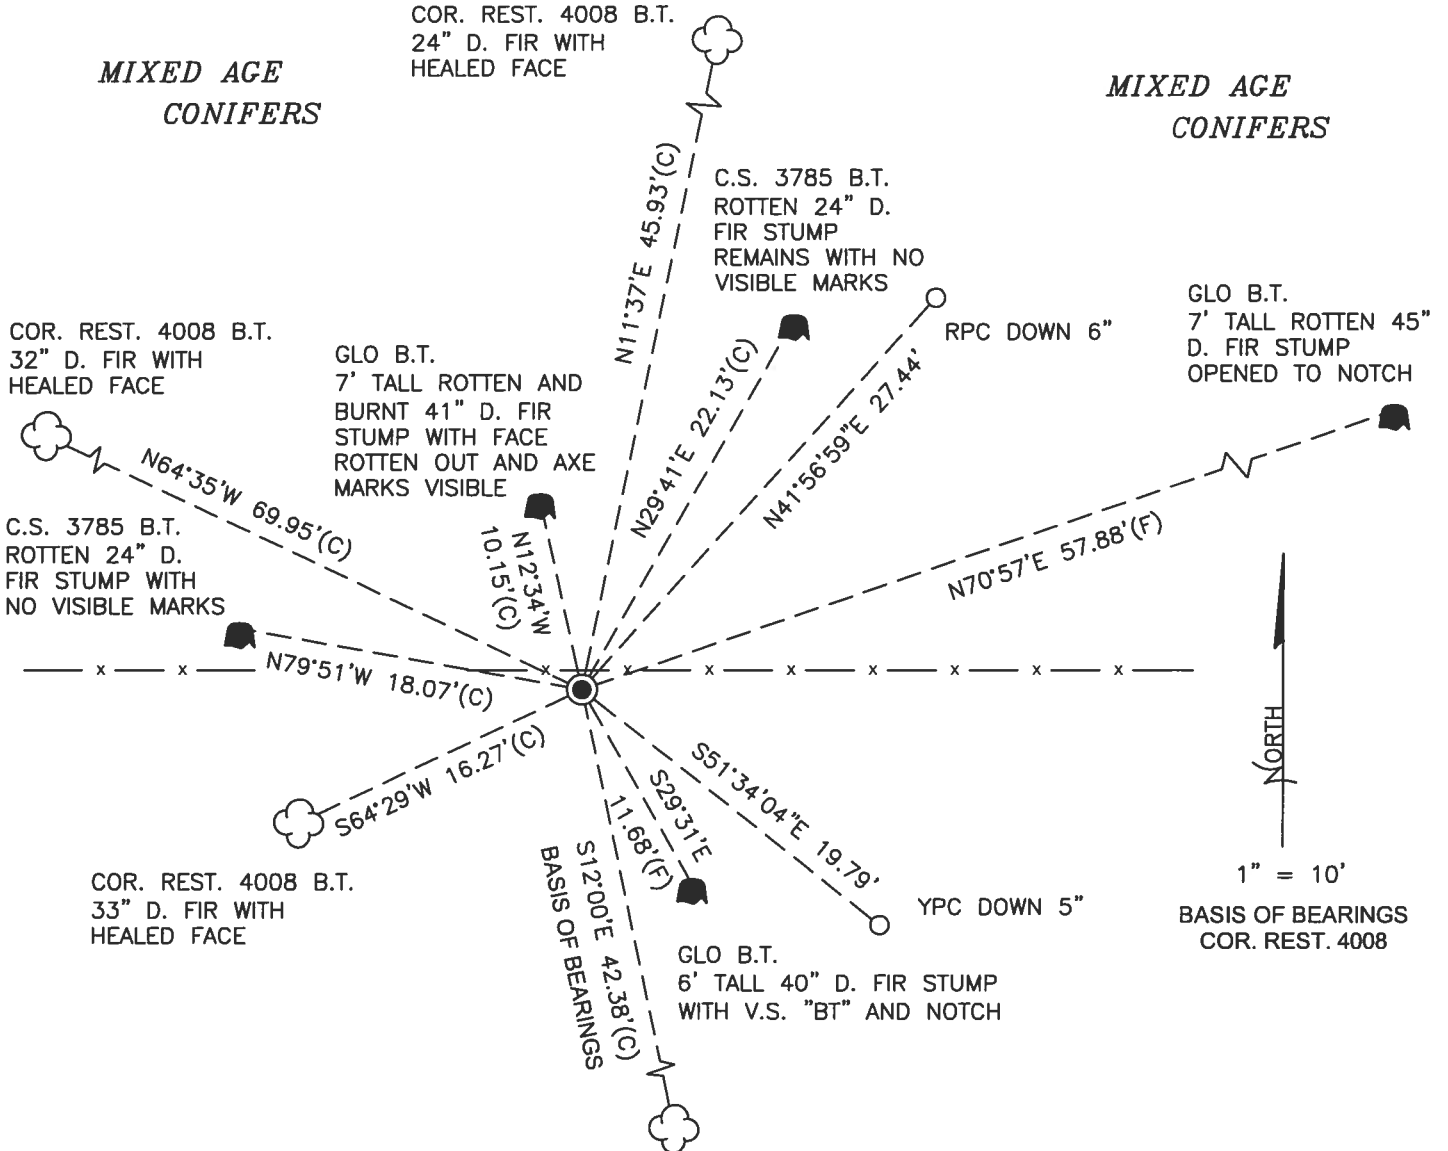 COR. REST. 4008 B.T.
24" D. FIR WITH
HEALED FACE
MIXED AGE
CONIFERS
MIXED AGE
CONIFERS
N11°37'E 45.93'(C)
C.S. 3785 B.T.
ROTTEN 24" D.
FIR STUMP
REMAINS WITH NO
VISIBLE MARKS
N29°41'E 22.13'(C)
RPC DOWN 6"
N41°56'59"E 27.44'
GLO B.T.
7' TALL ROTTEN 45"
D. FIR STUMP
OPENED TO NOTCH
N70°57'E 57.88'(F)
COR. REST. 4008 B.T.
32" D. FIR WITH
HEALED FACE
N64°35'W 69.95'(C)
GLO B.T.
7' TALL ROTTEN AND
BURNT 41" D. FIR
STUMP WITH FACE
ROTTEN OUT AND AXE
MARKS VISIBLE
N12°34'W
10.15'(C)
C.S. 3785 B.T.
ROTTEN 24" D.
FIR STUMP WITH
NO VISIBLE MARKS
N79°51'W 18.07'(C)
x x x x x x x x x x
S64°29'W 16.27'(C)
COR. REST. 4008 B.T.
33" D. FIR WITH
HEALED FACE
S12°00'E 42.38'(C)
BASIS OF BEARINGS
S29°31'E
11.68'(F)
GLO B.T.
6' TALL 40" D. FIR STUMP
WITH V.S. "BT" AND NOTCH
S51°34'04"E 19.79'
YPC DOWN 5"
NORTH
1" = 10'
BASIS OF BEARINGS
COR. REST. 4008